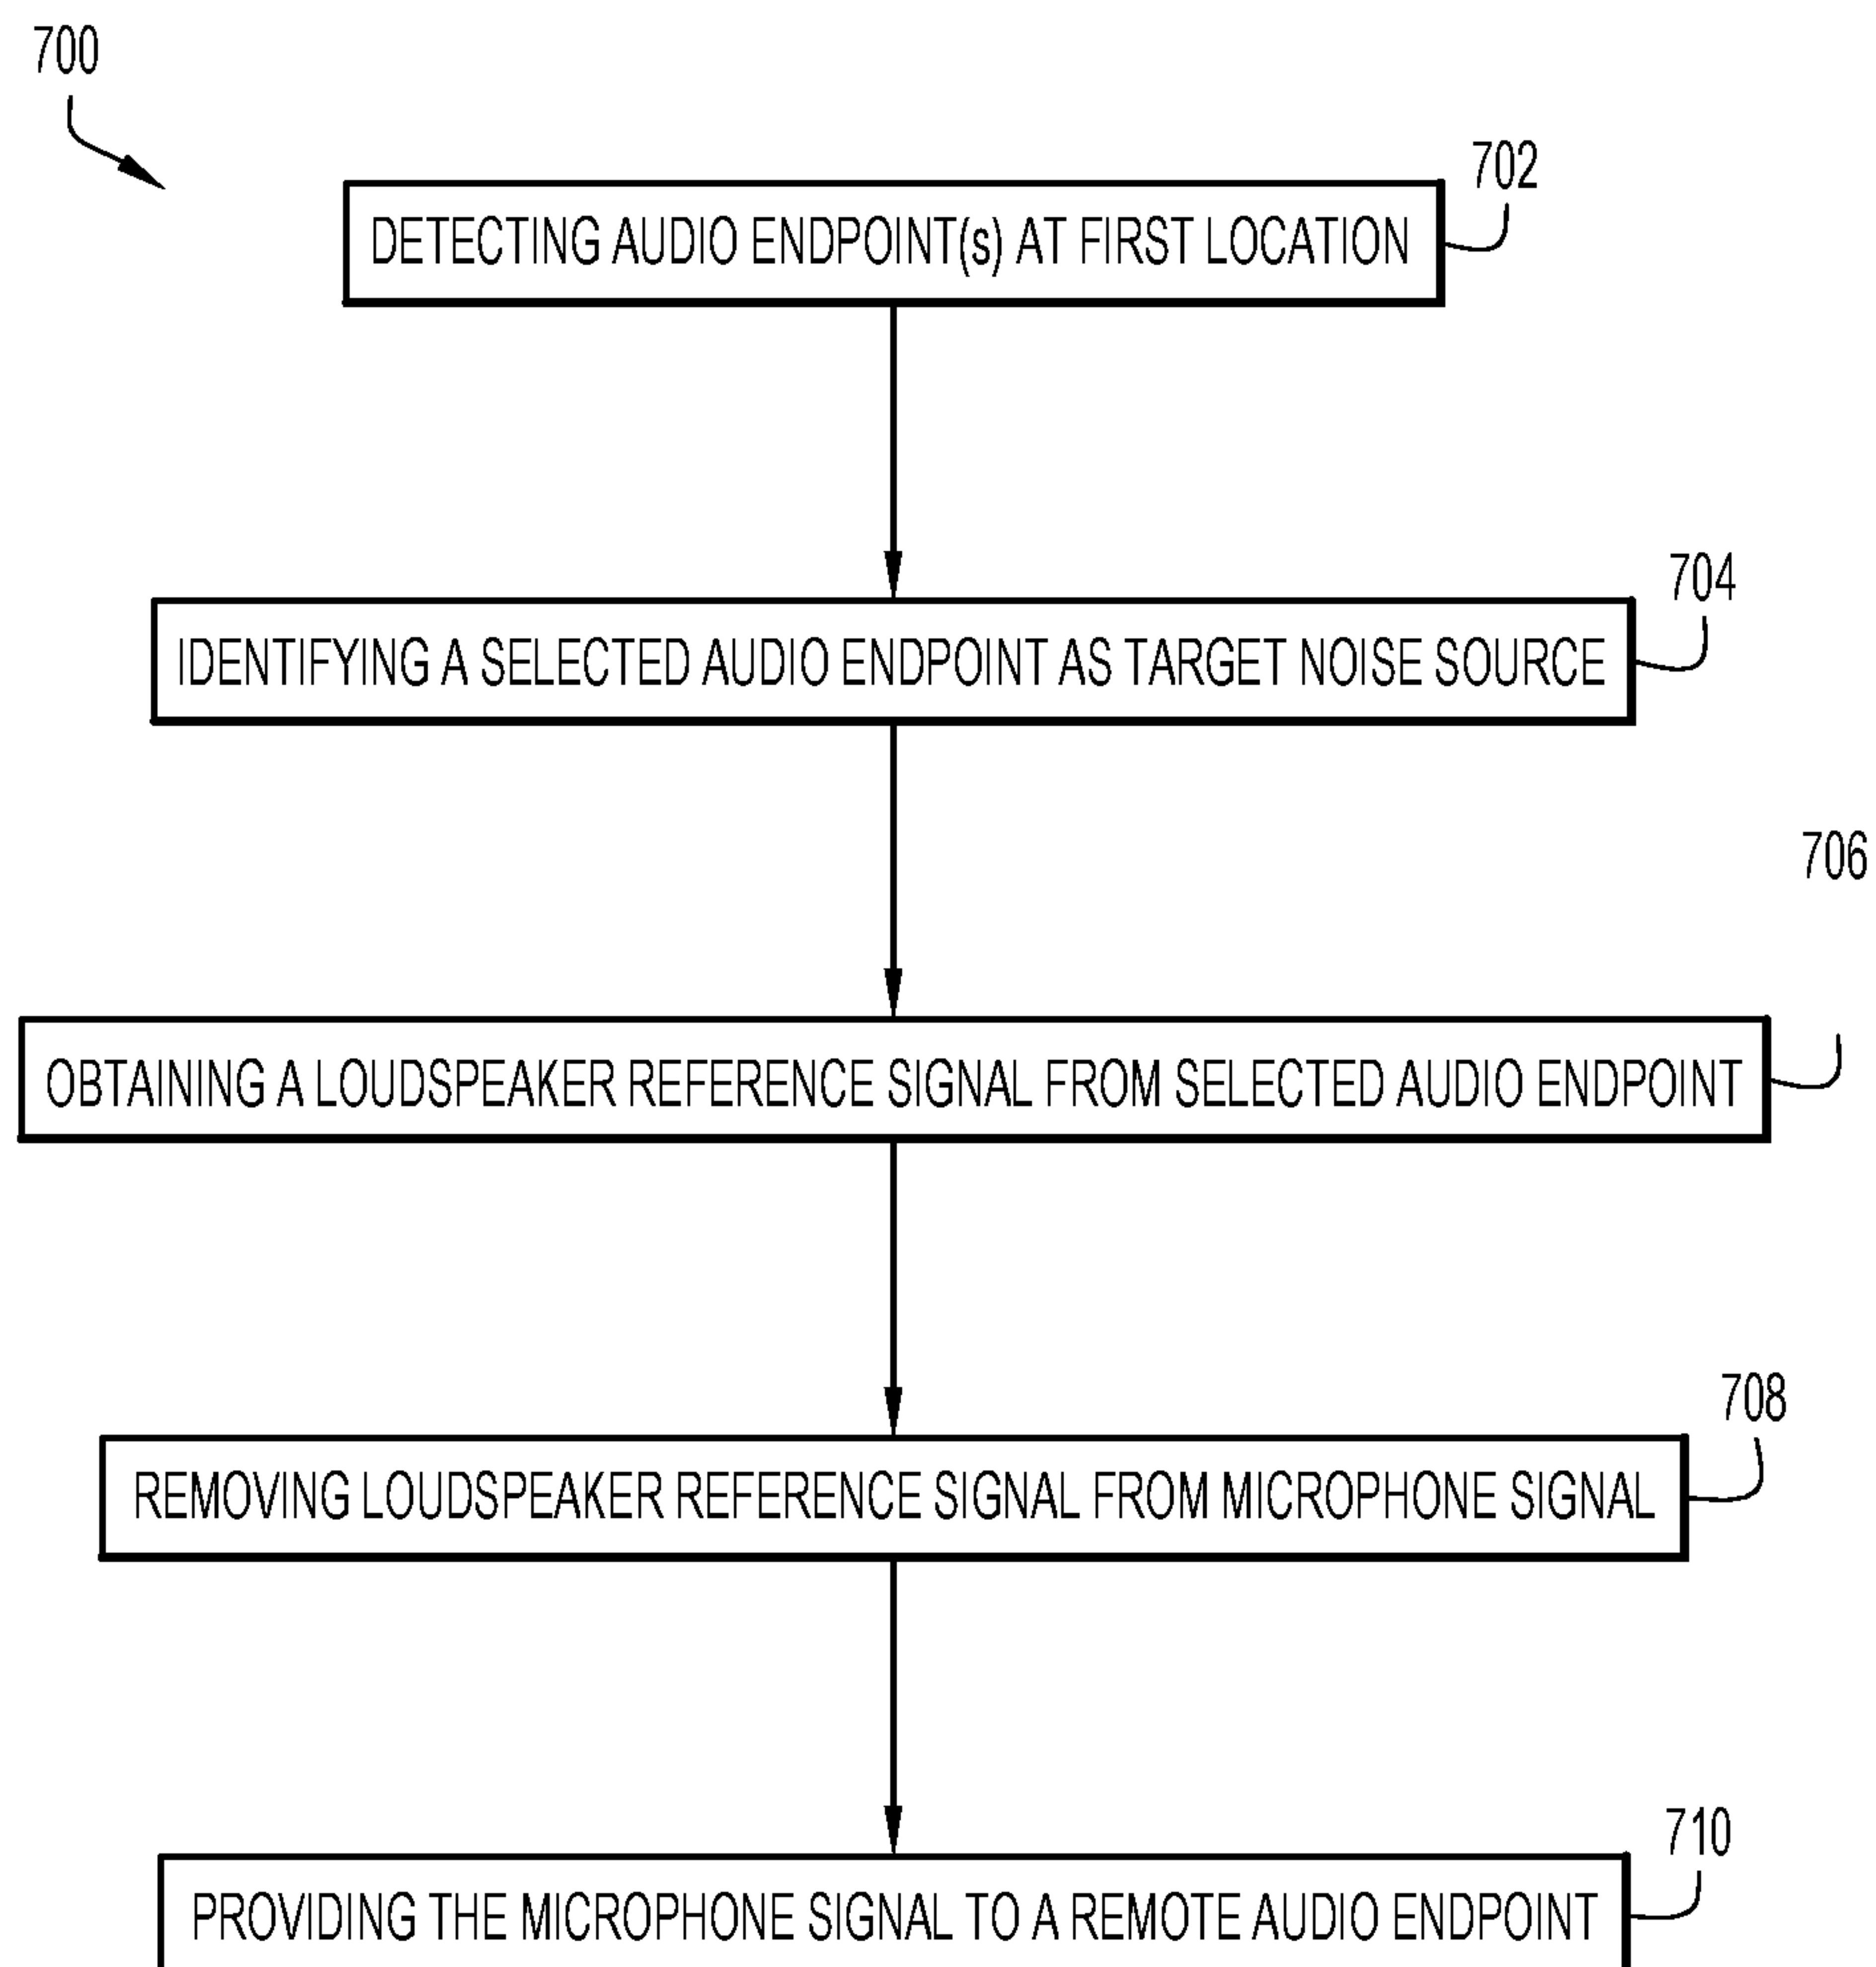 700
702
DETECTING AUDIO ENDPOINT(s) AT FIRST LOCATION
704
IDENTIFYING A SELECTED AUDIO ENDPOINT AS TARGET NOISE SOURCE
706
OBTAINING A LOUDSPEAKER REFERENCE SIGNAL FROM SELECTED AUDIO ENDPOINT
708
REMOVING LOUDSPEAKER REFERENCE SIGNAL FROM MICROPHONE SIGNAL
710
PROVIDING THE MICROPHONE SIGNAL TO A REMOTE AUDIO ENDPOINT